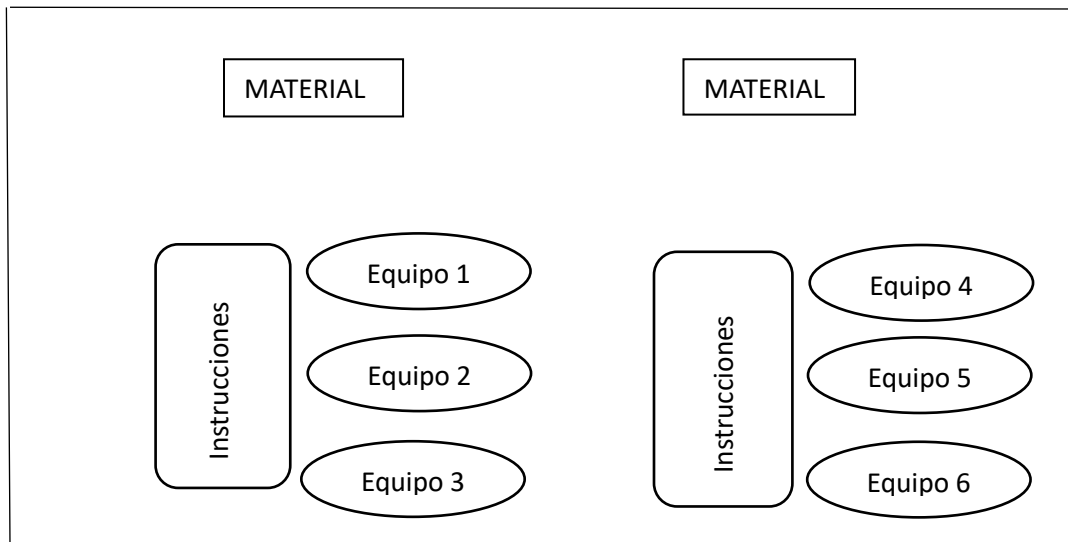 MATERIAL
MATERIAL
Instrucciones
Equipo 1
Equipo 2
Equipo 3
Instrucciones
Equipo 4
Equipo 5
Equipo 6